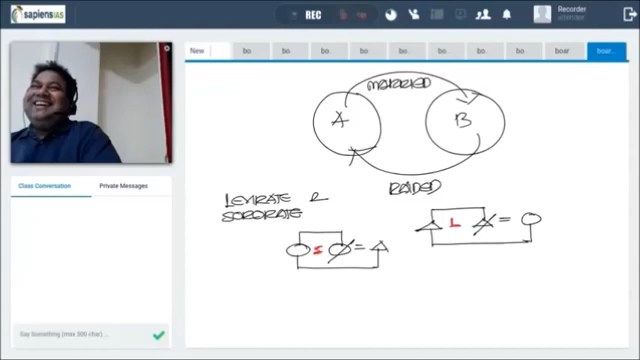 sapiensIAS
REC
Recorder
New
bo
bo
bo
bo
bo
bo
bo
boar
boar...
MARRIED
A
B
RAIDED
LEVIRATE &
SORORATE
L
=
S
=
Class Conversation
Private Messages
Say Something (max 300 char) ...